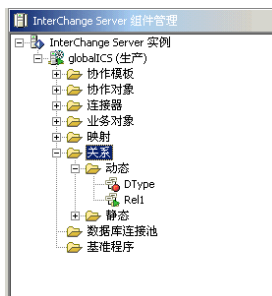 InterChange Server 组件管理
InterChange Server 实例
globalICS (生产)
协作模板
协作对象
连接器
业务对象
映射
关系
动态
DType
Rel1
静态
数据库连接池
基准程序